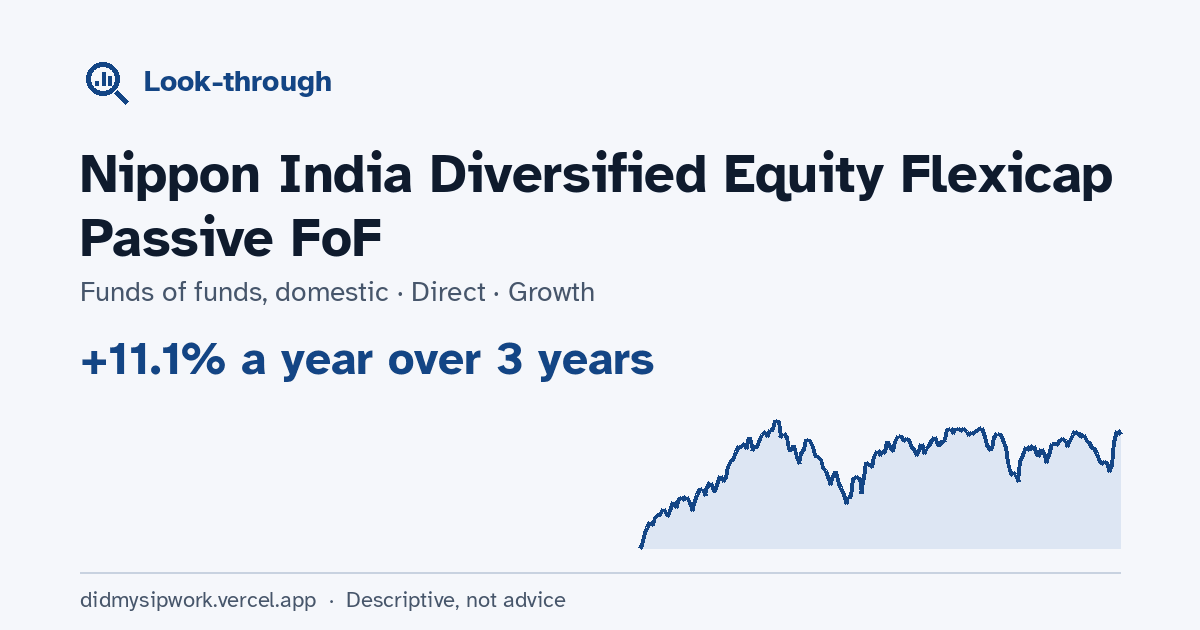 Look-through
Nippon India Diversified Equity Flexicap
Passive FoF
Funds of funds, domestic · Direct · Growth
+11.1% a year over 3 years
didmysipwork.vercel.app · Descriptive, not advice